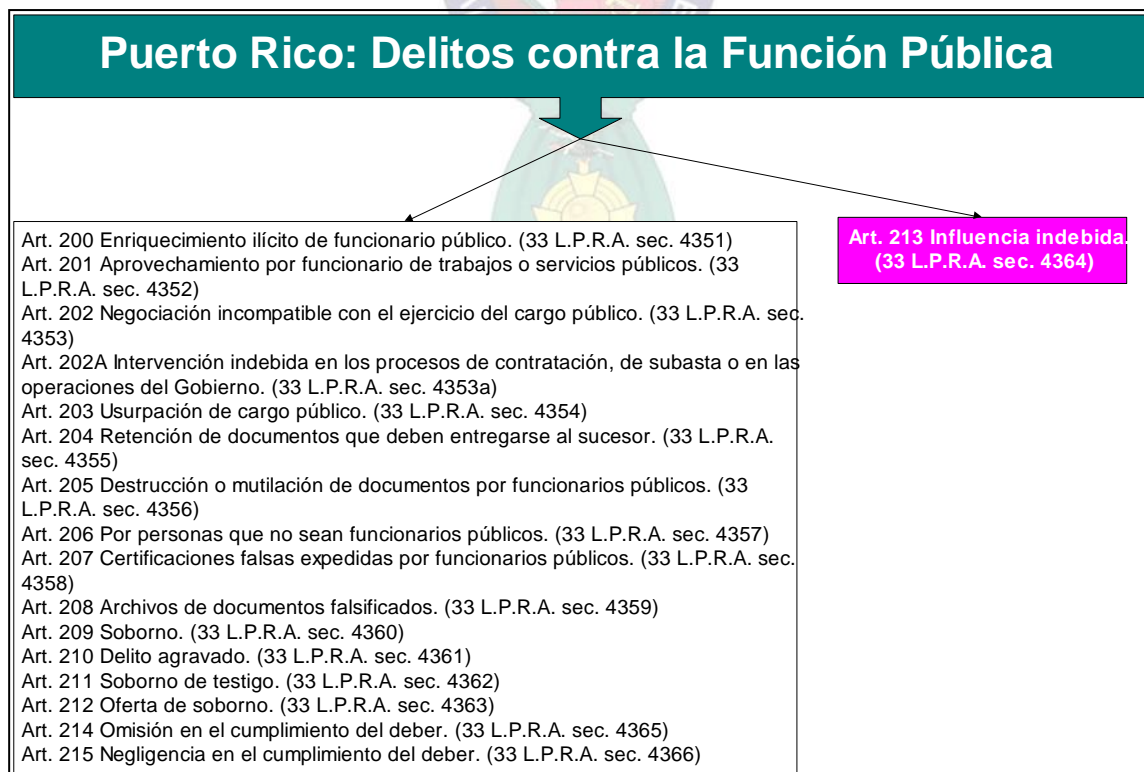 Puerto Rico: Delitos contra la Función Pública
Art. 200 Enriquecimiento ilícito de funcionario público. (33 L.P.R.A. sec. 4351)
Art. 201 Aprovechamiento por funcionario de trabajos o servicios públicos. (33
L.P.R.A. sec. 4352)
Art. 202 Negociación incompatible con el ejercicio del cargo público. (33 L.P.R.A. sec.
4353)
Art. 202A Intervención indebida en los procesos de contratación, de subasta o en las
operaciones del Gobierno. (33 L.P.R.A. sec. 4353a)
Art. 203 Usurpación de cargo público. (33 L.P.R.A. sec. 4354)
Art. 204 Retención de documentos que deben entregarse al sucesor. (33 L.P.R.A.
sec. 4355)
Art. 205 Destrucción o mutilación de documentos por funcionarios públicos. (33
L.P.R.A. sec. 4356)
Art. 206 Por personas que no sean funcionarios públicos. (33 L.P.R.A. sec. 4357)
Art. 207 Certificaciones falsas expedidas por funcionarios públicos. (33 L.P.R.A. sec.
4358)
Art. 208 Archivos de documentos falsificados. (33 L.P.R.A. sec. 4359)
Art. 209 Soborno. (33 L.P.R.A. sec. 4360)
Art. 210 Delito agravado. (33 L.P.R.A. sec. 4361)
Art. 211 Soborno de testigo. (33 L.P.R.A. sec. 4362)
Art. 212 Oferta de soborno. (33 L.P.R.A. sec. 4363)
Art. 214 Omisión en el cumplimiento del deber. (33 L.P.R.A. sec. 4365)
Art. 215 Negligencia en el cumplimiento del deber. (33 L.P.R.A. sec. 4366)
Art. 213 Influencia indebida.
(33 L.P.R.A. sec. 4364)